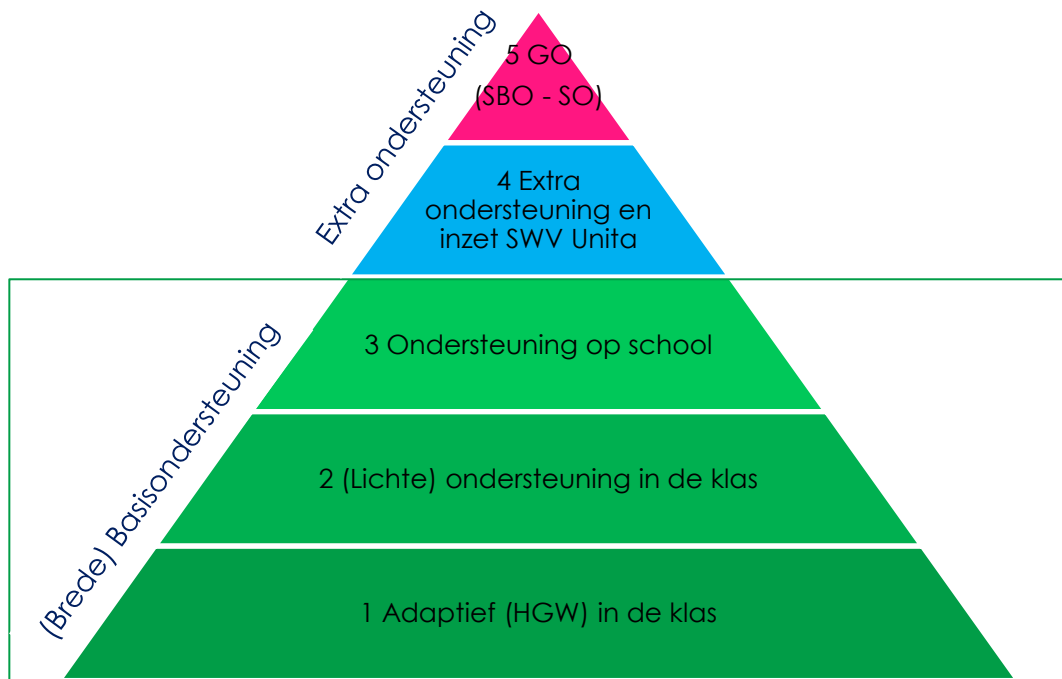 Extra ondersteuning
5 GO
(SBO - SO)
4 Extra
ondersteuning en
inzet SWV Unita
(Brede) Basisondersteuning
3 Ondersteuning op school
2 (Lichte) ondersteuning in de klas
1 Adaptief (HGW) in de klas